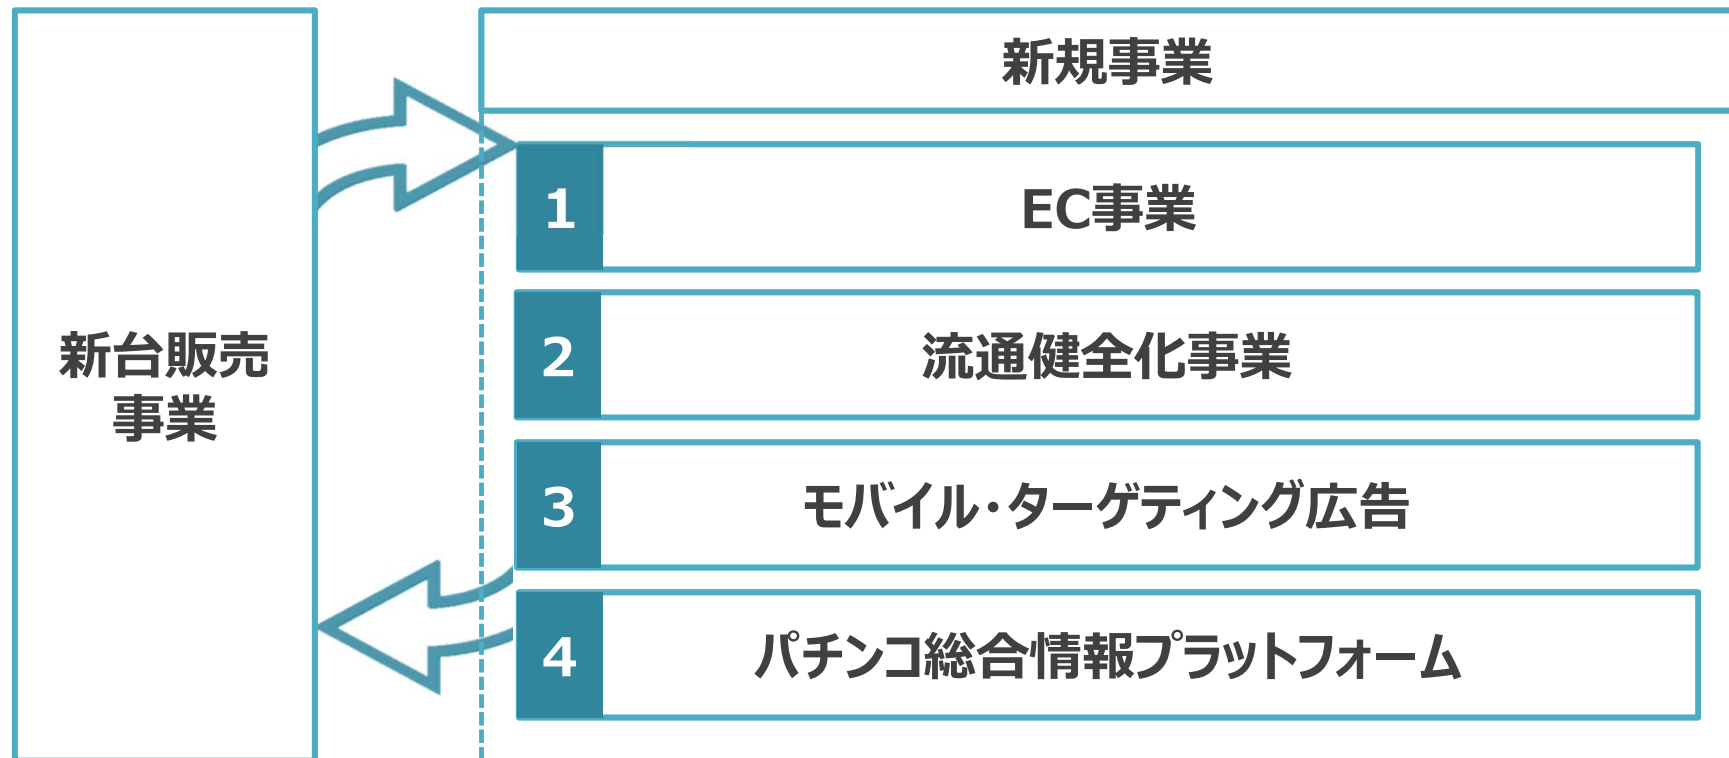 新台販売
事業
新規事業
1
EC事業
2
流通健全化事業
3
モバイル・ターゲティング広告
4
パチンコ総合情報プラットフォーム